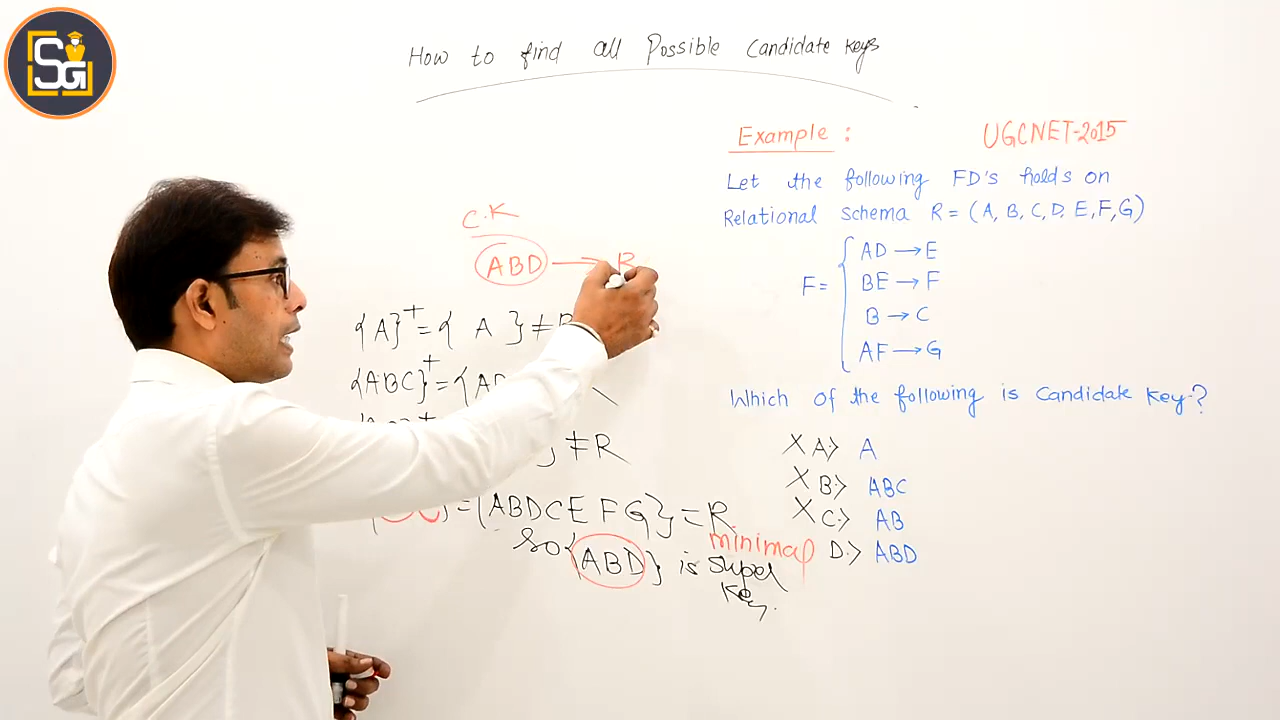 SG
How to find all Possible Candidate Keys
Example :
UGCNET-2015
Let the following FD's holds on
Relational schema R = (A, B, C, D, E, F, G)
F = { AD → E
BE → F
B → C
AF → G
Which of the following is Candidate Key?
X A:> A
X B:> ABC
X C:> AB
D:> ABD
C.K
ABD → R
{A}+ = { A } ≠ R
{ABC}+ = {AB
≠ R
= {ABDCEFG} = R
So {ABD} is Super Key.
minimal